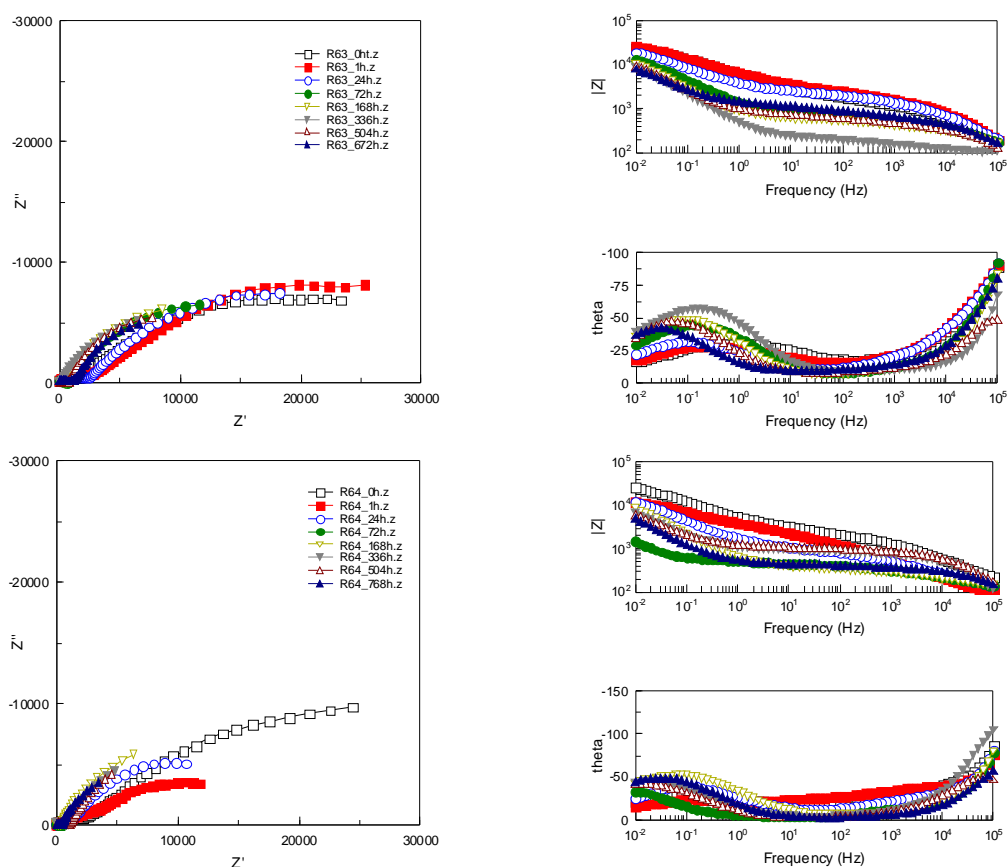 -30000
-20000
-10000
0
0
10000
20000
30000
Z''
Z'
R63_0ht.z
R63_1h.z
R63_24h.z
R63_72h.z
R63_168h.z
R63_336h.z
R63_504h.z
R63_672h.z
10^5
10^4
10^3
10^2
|Z|
10^-2
10^-1
10^0
10^1
10^2
10^3
10^4
10^5
Frequency (Hz)
-100
-75
-50
-25
0
theta
10^-2
10^-1
10^0
10^1
10^2
10^3
10^4
10^5
Frequency (Hz)
-30000
-20000
-10000
0
0
10000
20000
30000
Z''
Z'
R64_0h.z
R64_1h.z
R64_24h.z
R64_72h.z
R64_168h.z
R64_336h.z
R64_504h.z
R64_768h.z
10^5
10^4
10^3
10^2
|Z|
10^-2
10^-1
10^0
10^1
10^2
10^3
10^4
10^5
Frequency (Hz)
-150
-100
-50
0
theta
10^-2
10^-1
10^0
10^1
10^2
10^3
10^4
10^5
Frequency (Hz)